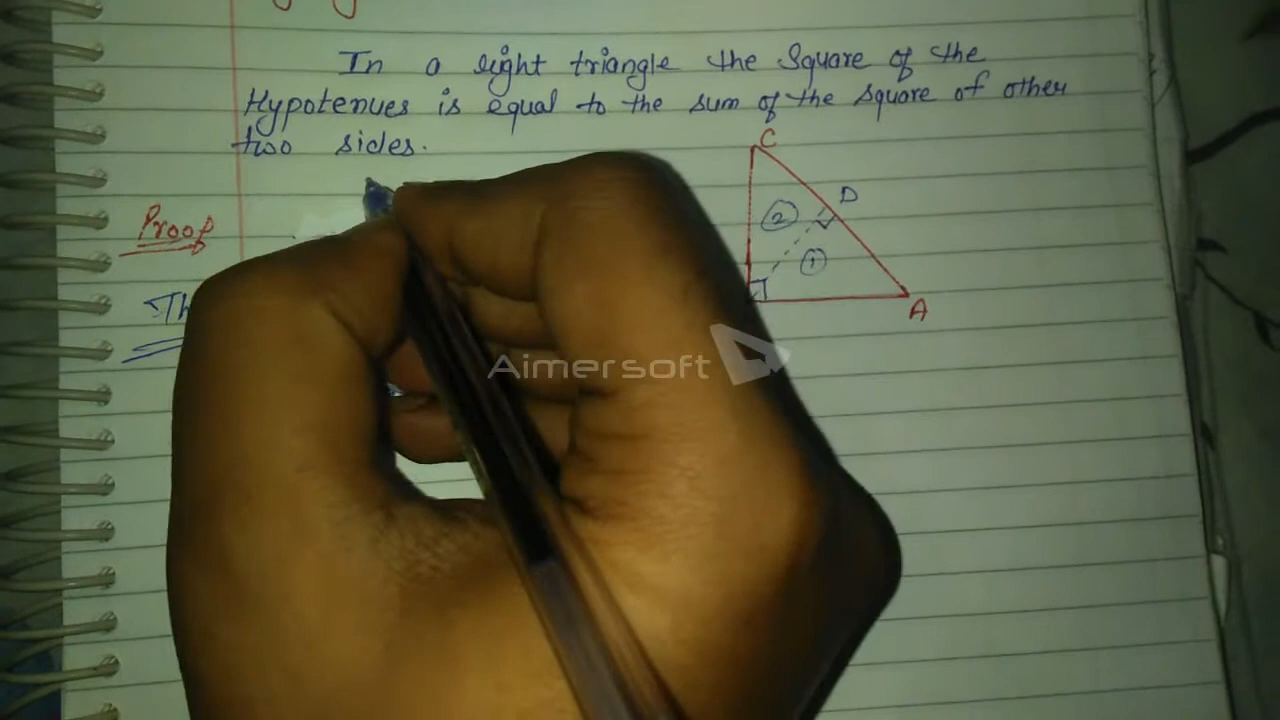 In a right triangle the Square of the
Hypotenues is equal to the sum of the square of other
two sides.
C
D
2
Proof
1
Th
A
Aimersoft